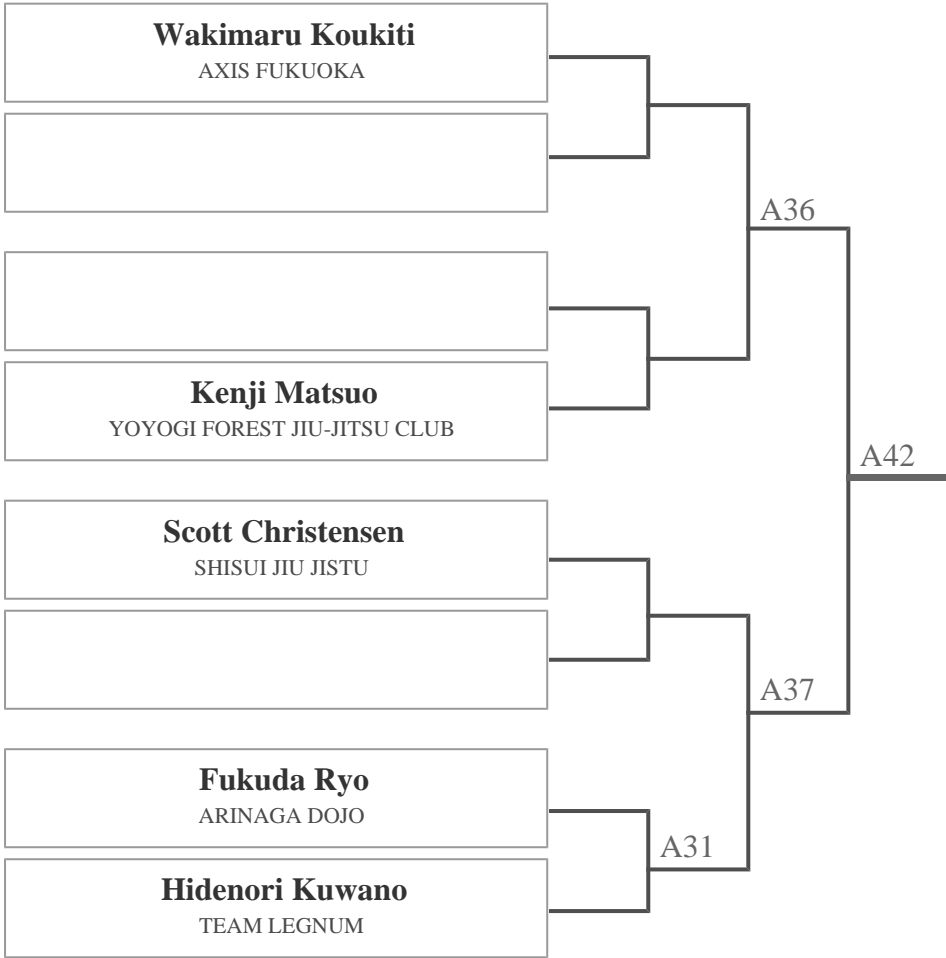 Wakimaru Koukiti
AXIS FUKUOKA
A36
Kenji Matsuo
YOYOGI FOREST JIU-JITSU CLUB
A42
Scott Christensen
SHISUI JIU JISTU
A37
Fukuda Ryo
ARINAGA DOJO
A31
Hidenori Kuwano
TEAM LEGNUM